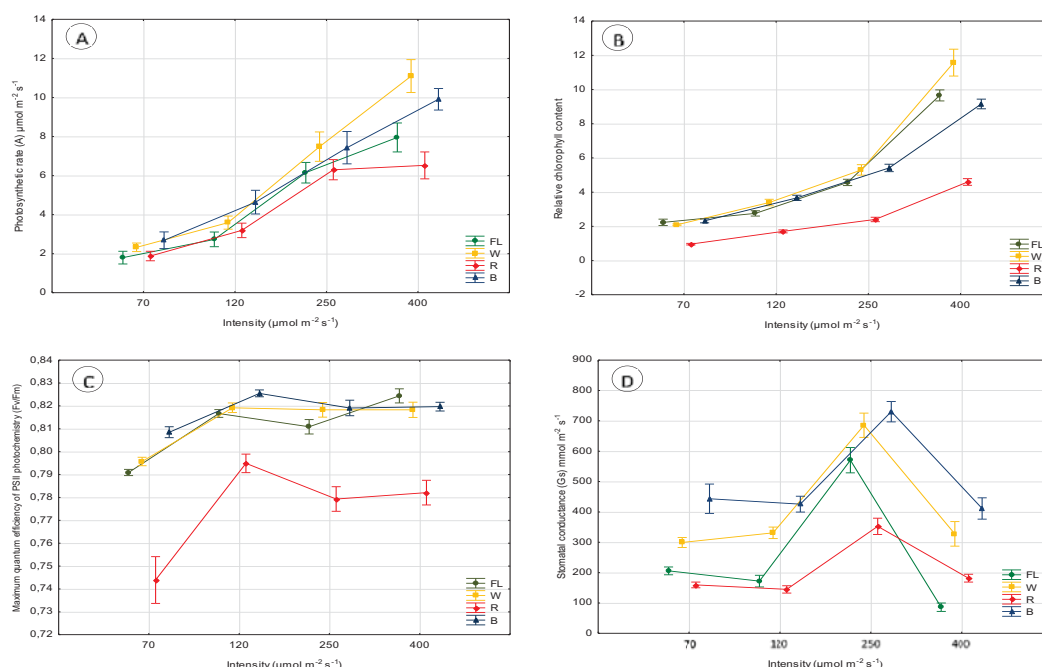 A
Photosynthetic rate (A) µmol m⁻² s⁻¹
14
12
10
8
6
4
2
0
70 120 250 400
Intensity (µmol m⁻² s⁻¹)
FL
W
R
B
B
Relative chlorophyll content
14
12
10
8
6
4
2
0
-2
70 120 250 400
Intensity (µmol m⁻² s⁻¹)
FL
W
R
B
C
Maximum quantum efficiency of PSII photochemistry (Fv/Fm)
0,84
0,83
0,82
0,81
0,80
0,79
0,78
0,77
0,76
0,75
0,74
0,73
0,72
70 120 250 400
Intensity (µmol m⁻² s⁻¹)
FL
W
R
B
D
Stomatal conductance (Gs) mmol m⁻² s⁻¹
900
800
700
600
500
400
300
200
100
0
70 120 250 400
Intensity (µmol m⁻² s⁻¹)
FL
W
R
B